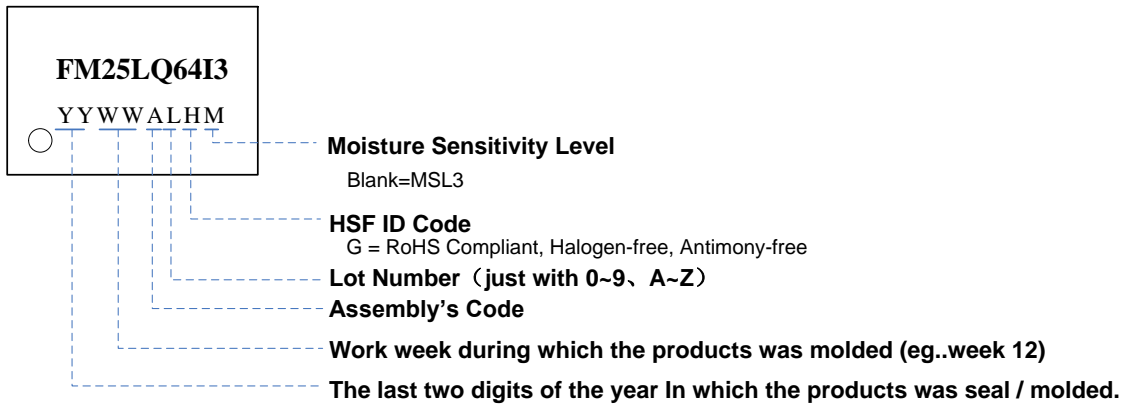 FM25LQ64I3
YYWWALHM
Moisture Sensitivity Level
Blank=MSL3
HSF ID Code
G = RoHS Compliant, Halogen-free, Antimony-free
Lot Number（just with 0~9、A~Z）
Assembly's Code
Work week during which the products was molded (eg..week 12)
The last two digits of the year In which the products was seal / molded.